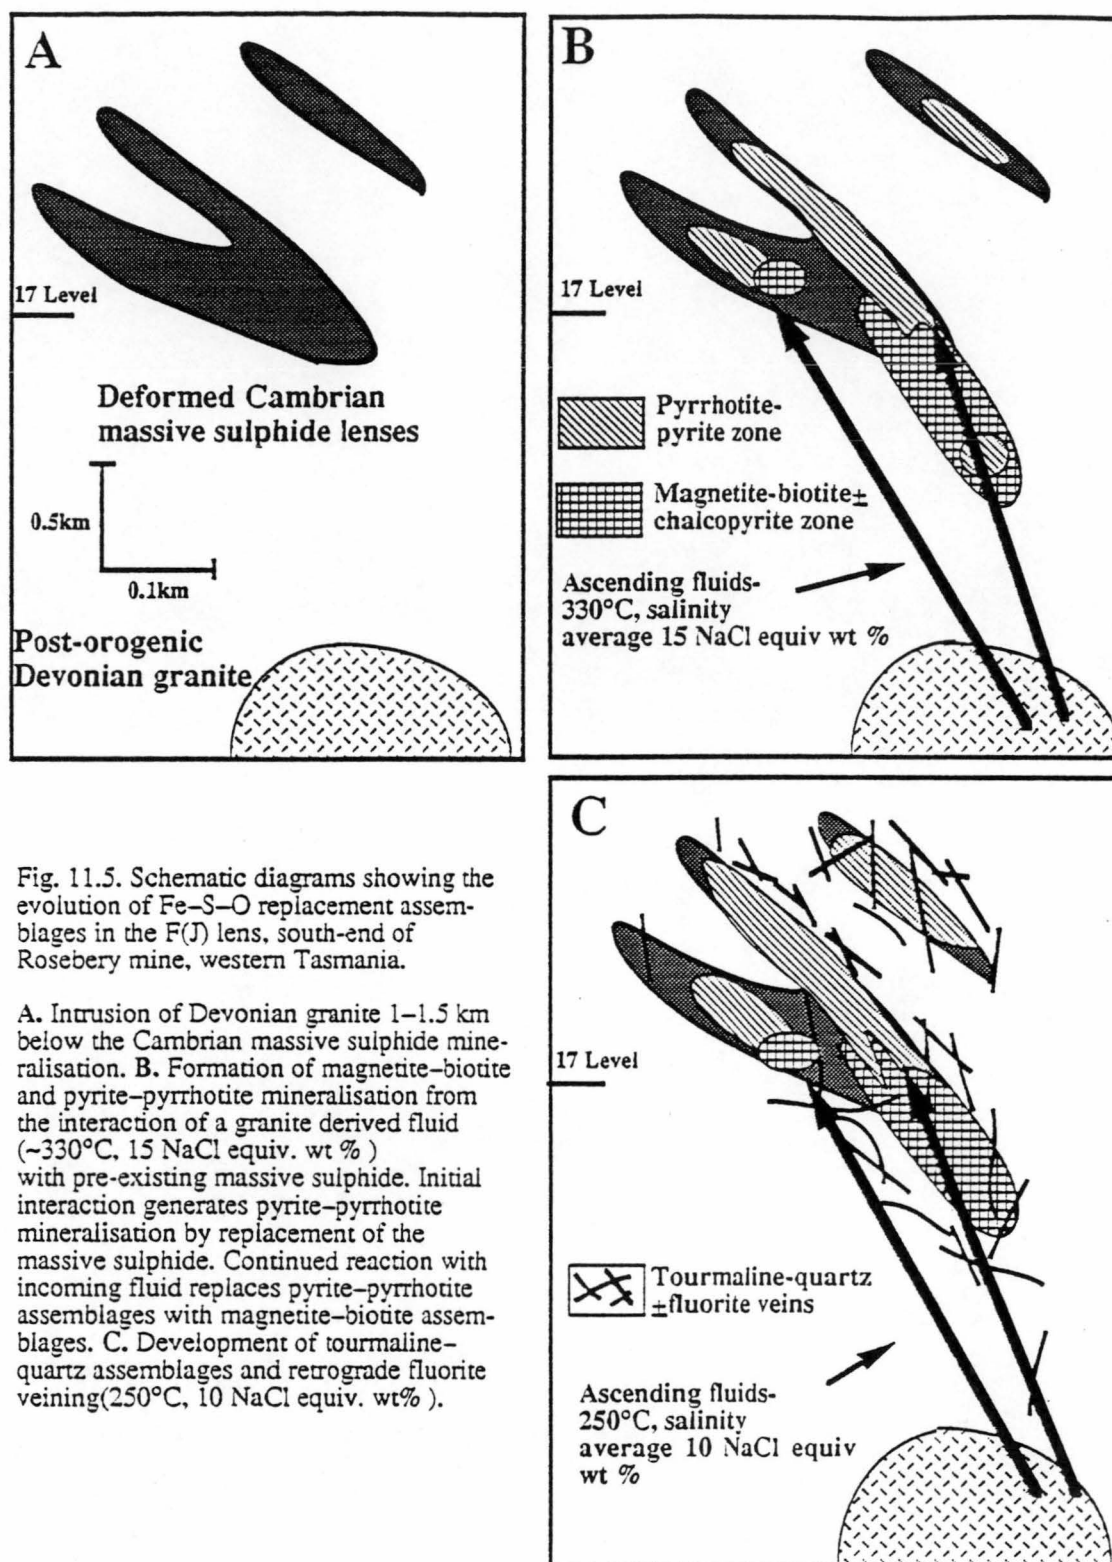 A
17 Level
Deformed Cambrian
massive sulphide lenses
0.5km
0.1km
Post-orogenic
Devonian granite
B
17 Level
Pyrrhotite-
pyrite zone
Magnetite-biotite±
chalcopyrite zone
Ascending fluids-
330°C, salinity
average 15 NaCl equiv wt %
Fig. 11.5. Schematic diagrams showing the
evolution of Fe–S–O replacement assem-
blages in the F(J) lens, south-end of
Rosebery mine, western Tasmania.
A. Intrusion of Devonian granite 1–1.5 km
below the Cambrian massive sulphide mine-
ralisation. B. Formation of magnetite–biotite
and pyrite–pyrrhotite mineralisation from
the interaction of a granite derived fluid
(~330°C, 15 NaCl equiv. wt % )
with pre-existing massive sulphide. Initial
interaction generates pyrite–pyrrhotite
mineralisation by replacement of the
massive sulphide. Continued reaction with
incoming fluid replaces pyrite–pyrrhotite
assemblages with magnetite–biotite assem-
blages. C. Development of tourmaline–
quartz assemblages and retrograde fluorite
veining(250°C, 10 NaCl equiv. wt% ).
C
17 Level
Tourmaline-quartz
±fluorite veins
Ascending fluids-
250°C, salinity
average 10 NaCl equiv
wt %